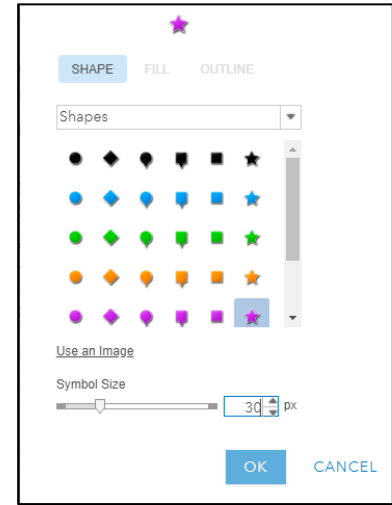 SHAPE FILL OUTLINE
Shapes
Use an Image
Symbol Size
30 px
OK CANCEL